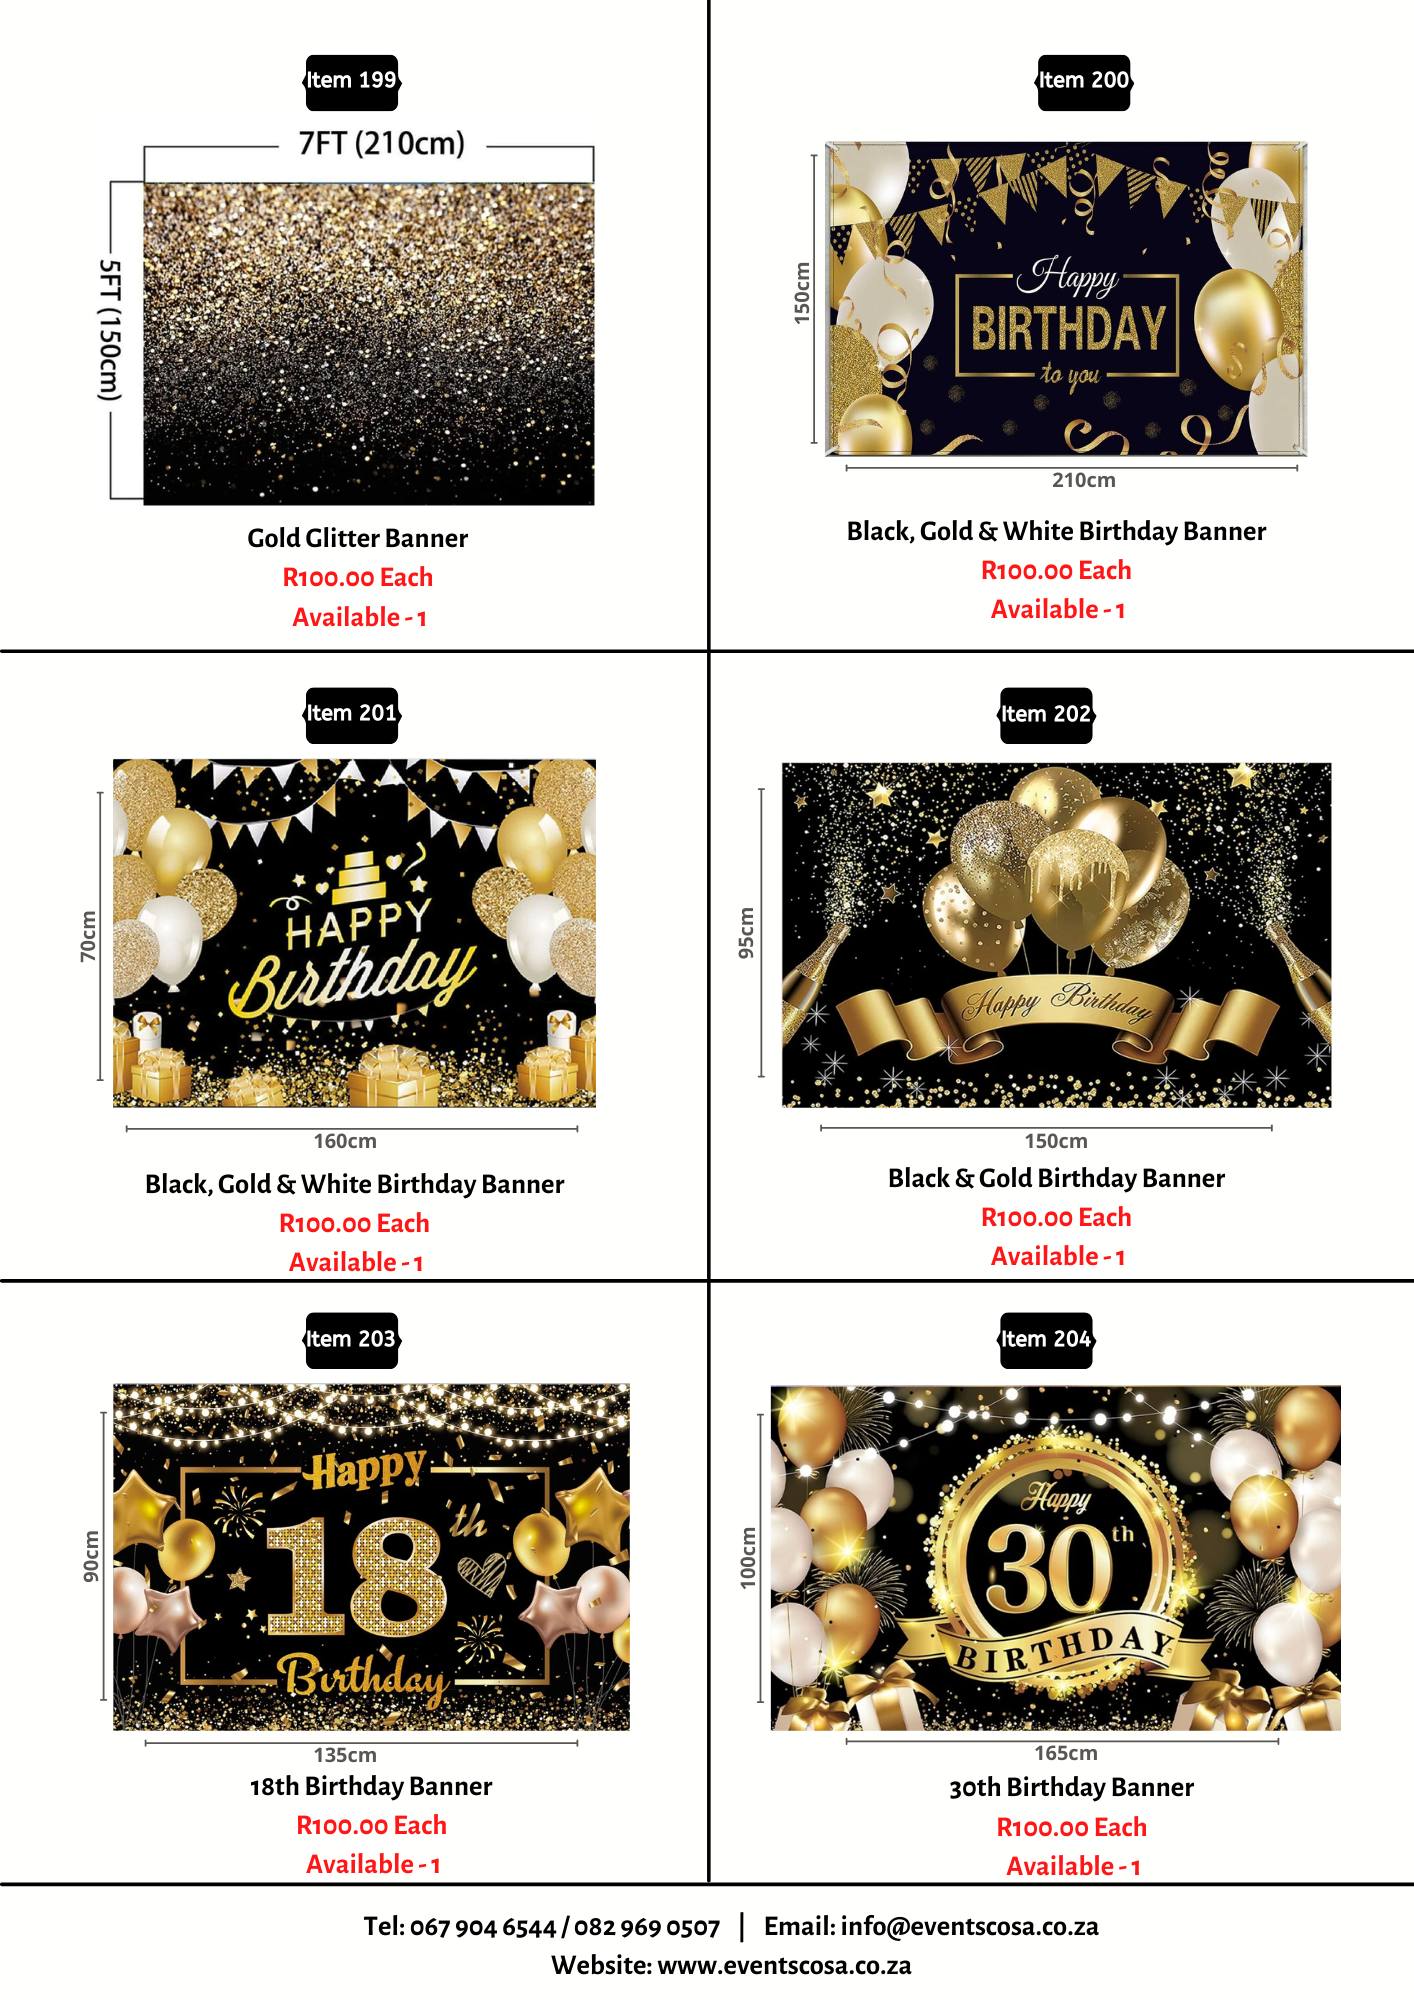 Item 199
7FT (210cm)
5FT (150cm)
Gold Glitter Banner
R100.00 Each
Available - 1
Item 200
150cm
Happy
BIRTHDAY
to you
210cm
Black, Gold & White Birthday Banner
R100.00 Each
Available - 1
Item 201
70cm
HAPPY
Birthday
160cm
Black, Gold & White Birthday Banner
R100.00 Each
Available - 1
Item 202
95cm
Happy Birthday
150cm
Black & Gold Birthday Banner
R100.00 Each
Available - 1
Item 203
90cm
Happy
18th
Birthday
135cm
18th Birthday Banner
R100.00 Each
Available - 1
Item 204
100cm
Happy
30th
BIRTHDAY
165cm
30th Birthday Banner
R100.00 Each
Available - 1
Tel: 067 904 6544 / 082 969 0507 | Email: info@eventscosa.co.za
Website: www.eventscosa.co.za